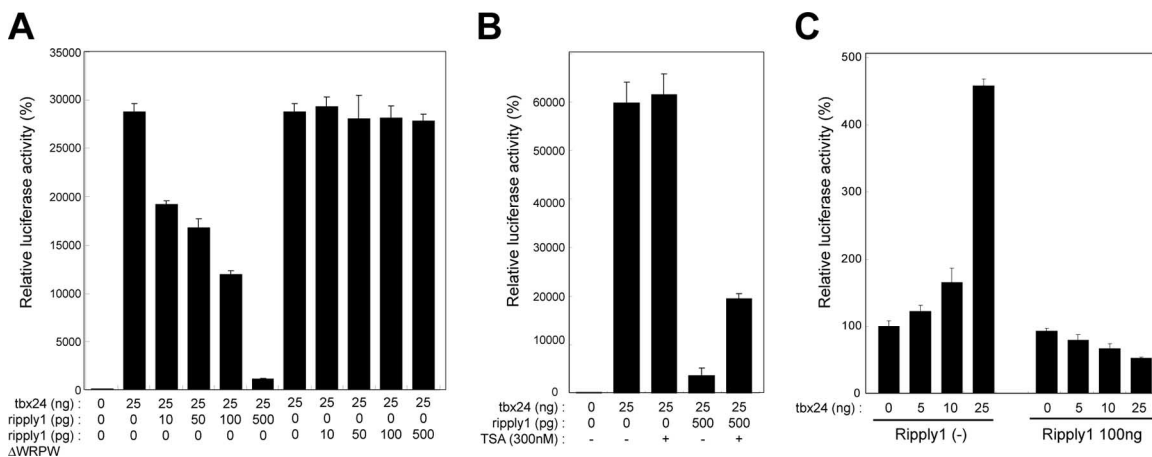 A
Relative luciferase activity (%)
35000
30000
25000
20000
15000
10000
5000
0
tbx24 (ng) : 0 25 25 25 25 25 25 25 25 25 25
ripply1 (pg) : 0 0 10 50 100 500 0 0 0 0 0
ripply1 (pg) : 0 0 0 0 0 0 0 10 50 100 500
ΔWRPW
B
Relative luciferase activity (%)
60000
50000
40000
30000
20000
10000
0
tbx24 (ng) : 0 25 25 25 25
ripply1 (pg) : 0 0 0 500 500
TSA (300nM) : - - + - +
C
Relative luciferase activity (%)
500
400
500
200
100
0
tbx24 (ng) : 0 5 10 25 0 5 10 25
Ripply1 (-) Ripply1 100ng